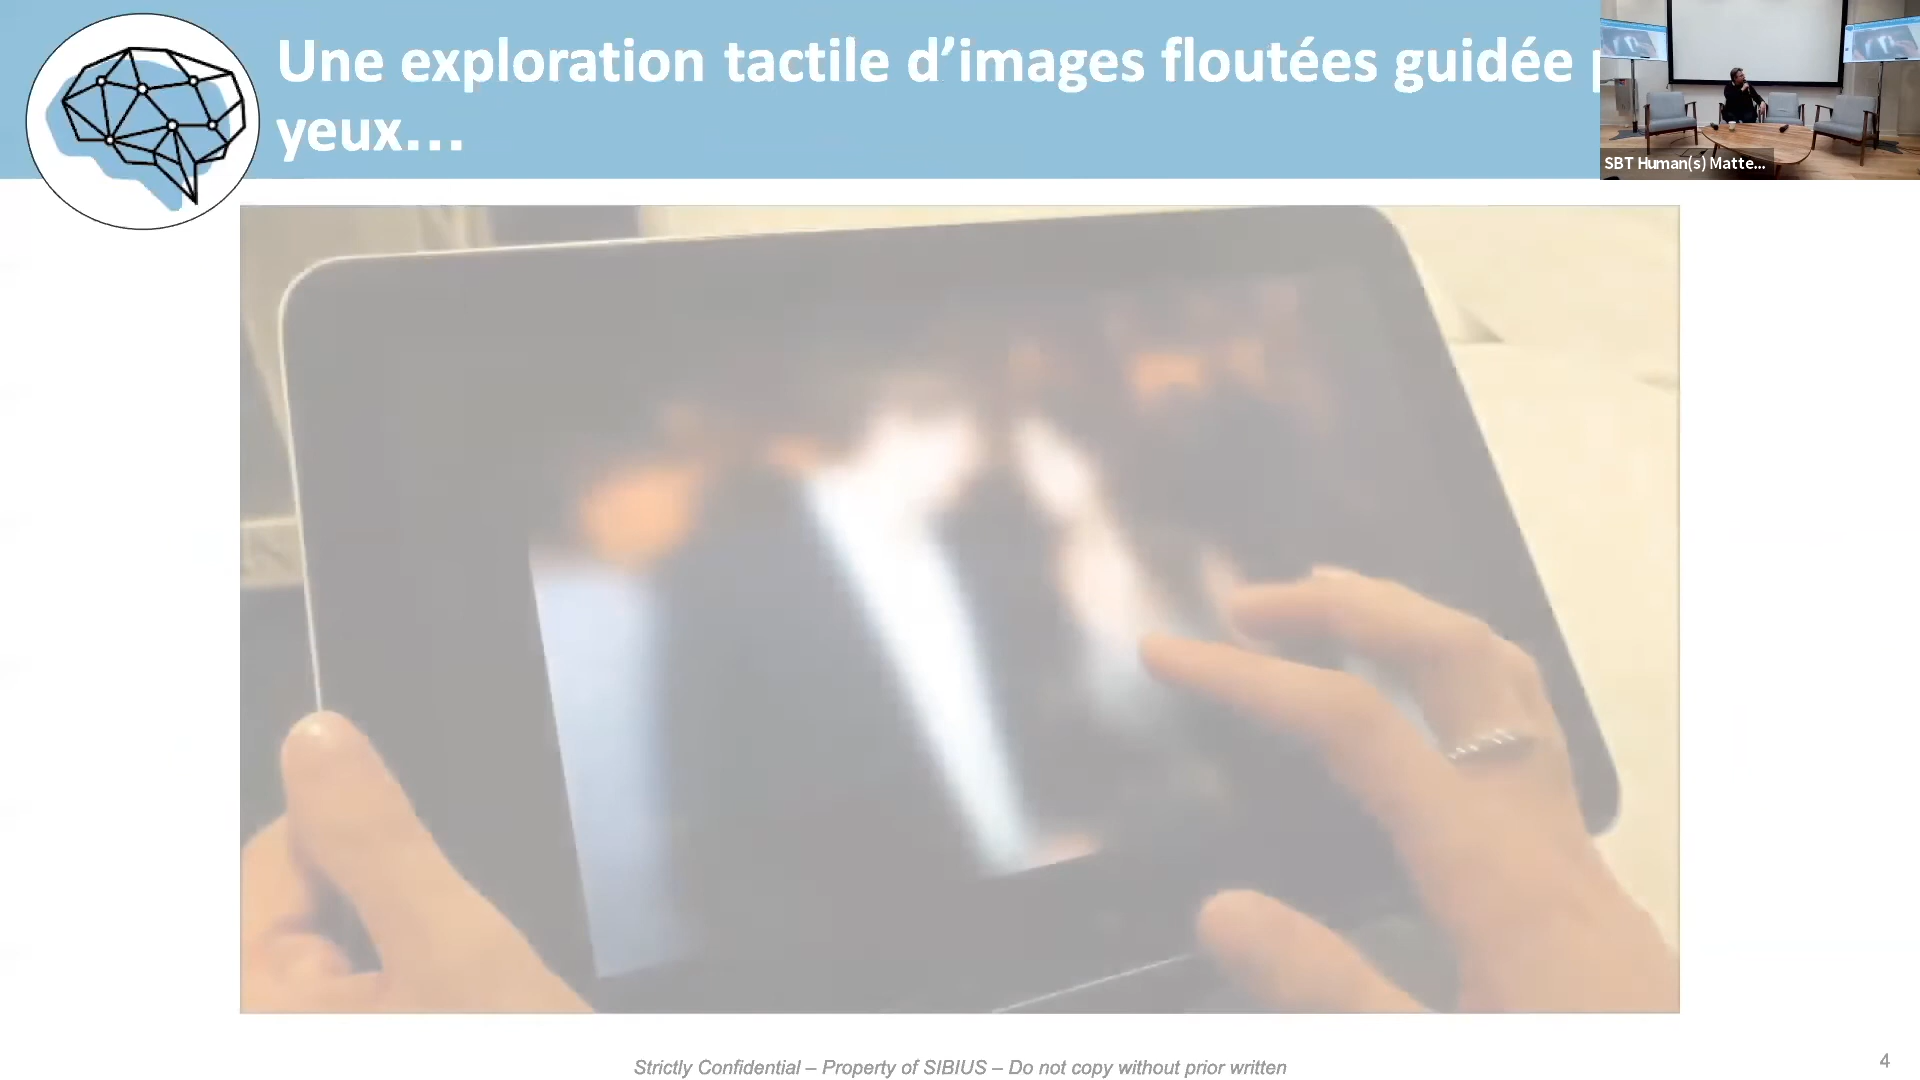 Une exploration tactile d’images floutées guidée
yeux…
SBT Human(s) Matte...
Strictly Confidential – Property of SIBIUS – Do not copy without prior written
4